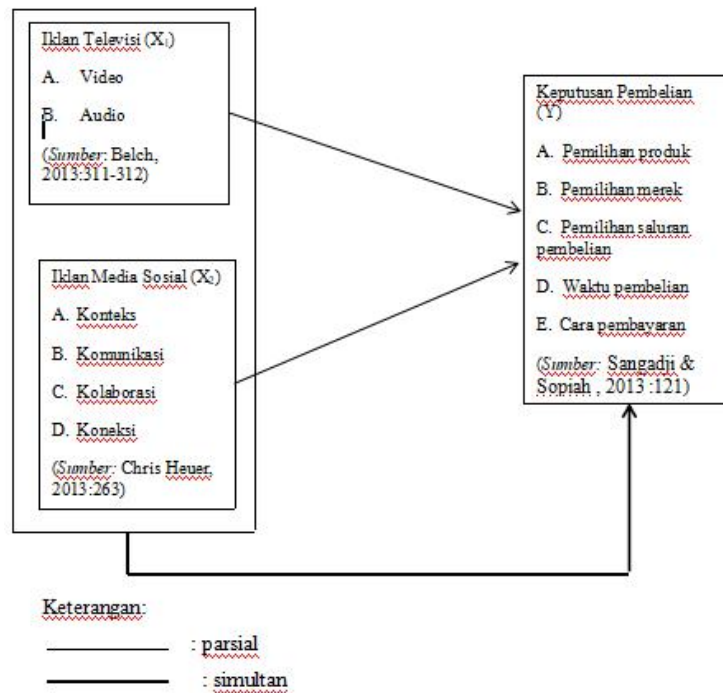 Iklan Televisi (X₁)
A. Video
B. Audio
(Sumber: Belch,
2013:311-312)
Iklan Media Sosial (X₂)
A. Konteks
B. Komunikasi
C. Kolaborasi
D. Koneksi
(Sumber: Chris Heuer,
2013:263)
Keputusan Pembelian
(Y)
A. Pemilihan produk
B. Pemilihan merek
C. Pemilihan saluran
pembelian
D. Waktu pembelian
E. Cara pembayaran
(Sumber: Sangadji &
Sopiah , 2013 :121)
Keterangan:
: parsial
: simultan